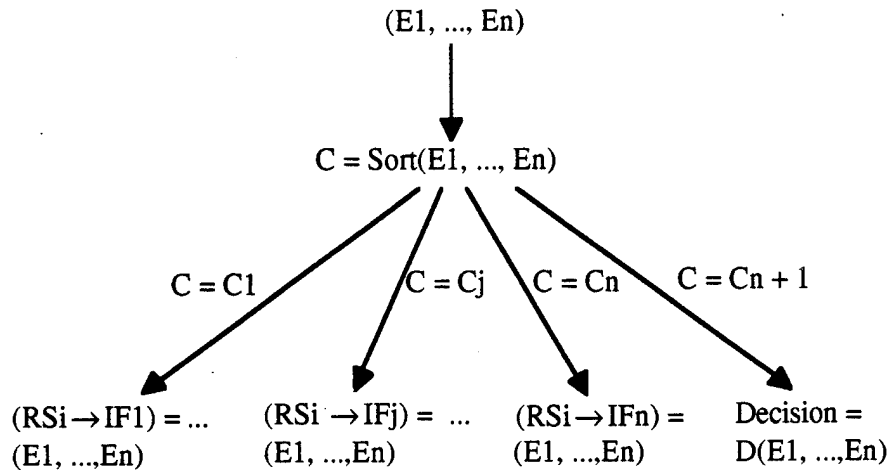 (E1, ..., En)
C = Sort(E1, ..., En)
C = C1
C = Cj
C = Cn
C = Cn + 1
(RSi → IF1) = ...
(E1, ...,En)
(RSi → IFj) = ...
(E1, ...,En)
(RSi → IFn) =
(E1, ...,En)
Decision =
D(E1, ...,En)